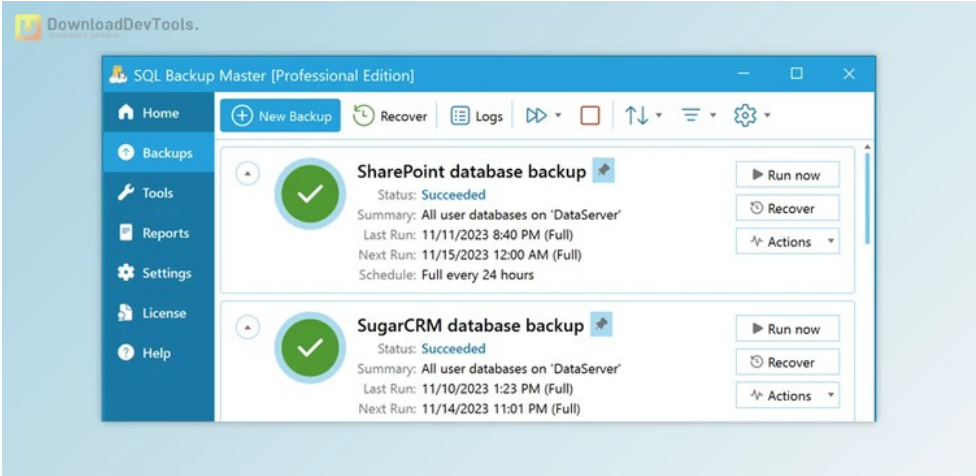 DownloadDevTools.
SQL Backup Master [Professional Edition]
Home
Backups
Tools
Reports
Settings
License
Help
New Backup
Recover
Logs
SharePoint database backup
Status: Succeeded
Summary: All user databases on 'DataServer'
Last Run: 11/11/2023 8:40 PM (Full)
Next Run: 11/15/2023 12:00 AM (Full)
Schedule: Full every 24 hours
Run now
Recover
Actions
SugarCRM database backup
Status: Succeeded
Summary: All user databases on 'DataServer'
Last Run: 11/10/2023 1:23 PM (Full)
Next Run: 11/14/2023 11:01 PM (Full)
Run now
Recover
Actions